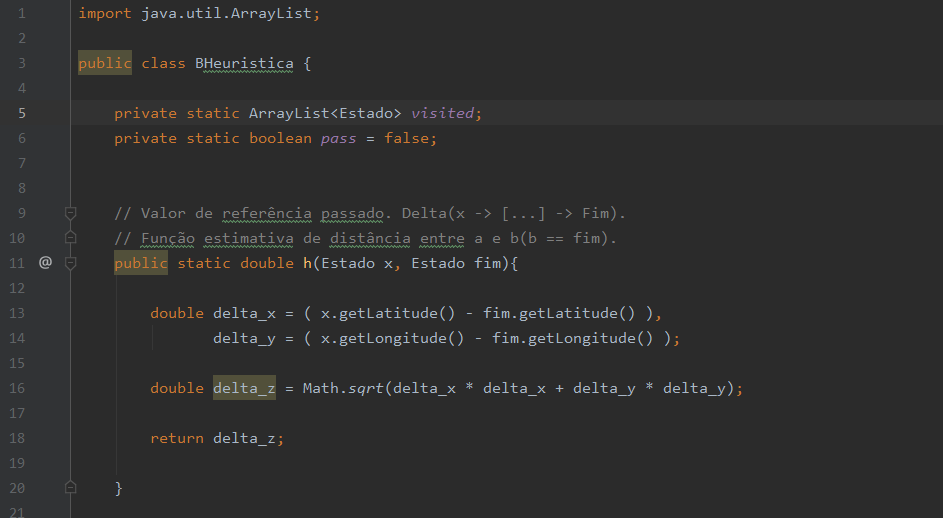 1 import java.util.ArrayList;
2
3 public class BHeuristica {
4
5 private static ArrayList<Estado> visited;
6 private static boolean pass = false;
7
8
9 // Valor de referência passado. Delta(x -> [...] -> Fim).
10 // Função estimativa de distância entre a e b(b == fim).
11 @ public static double h(Estado x, Estado fim){
12
13 double delta_x = ( x.getLatitude() - fim.getLatitude() ),
14 delta_y = ( x.getLongitude() - fim.getLongitude() );
15
16 double delta_z = Math.sqrt(delta_x * delta_x + delta_y * delta_y);
17
18 return delta_z;
19
20 }
21